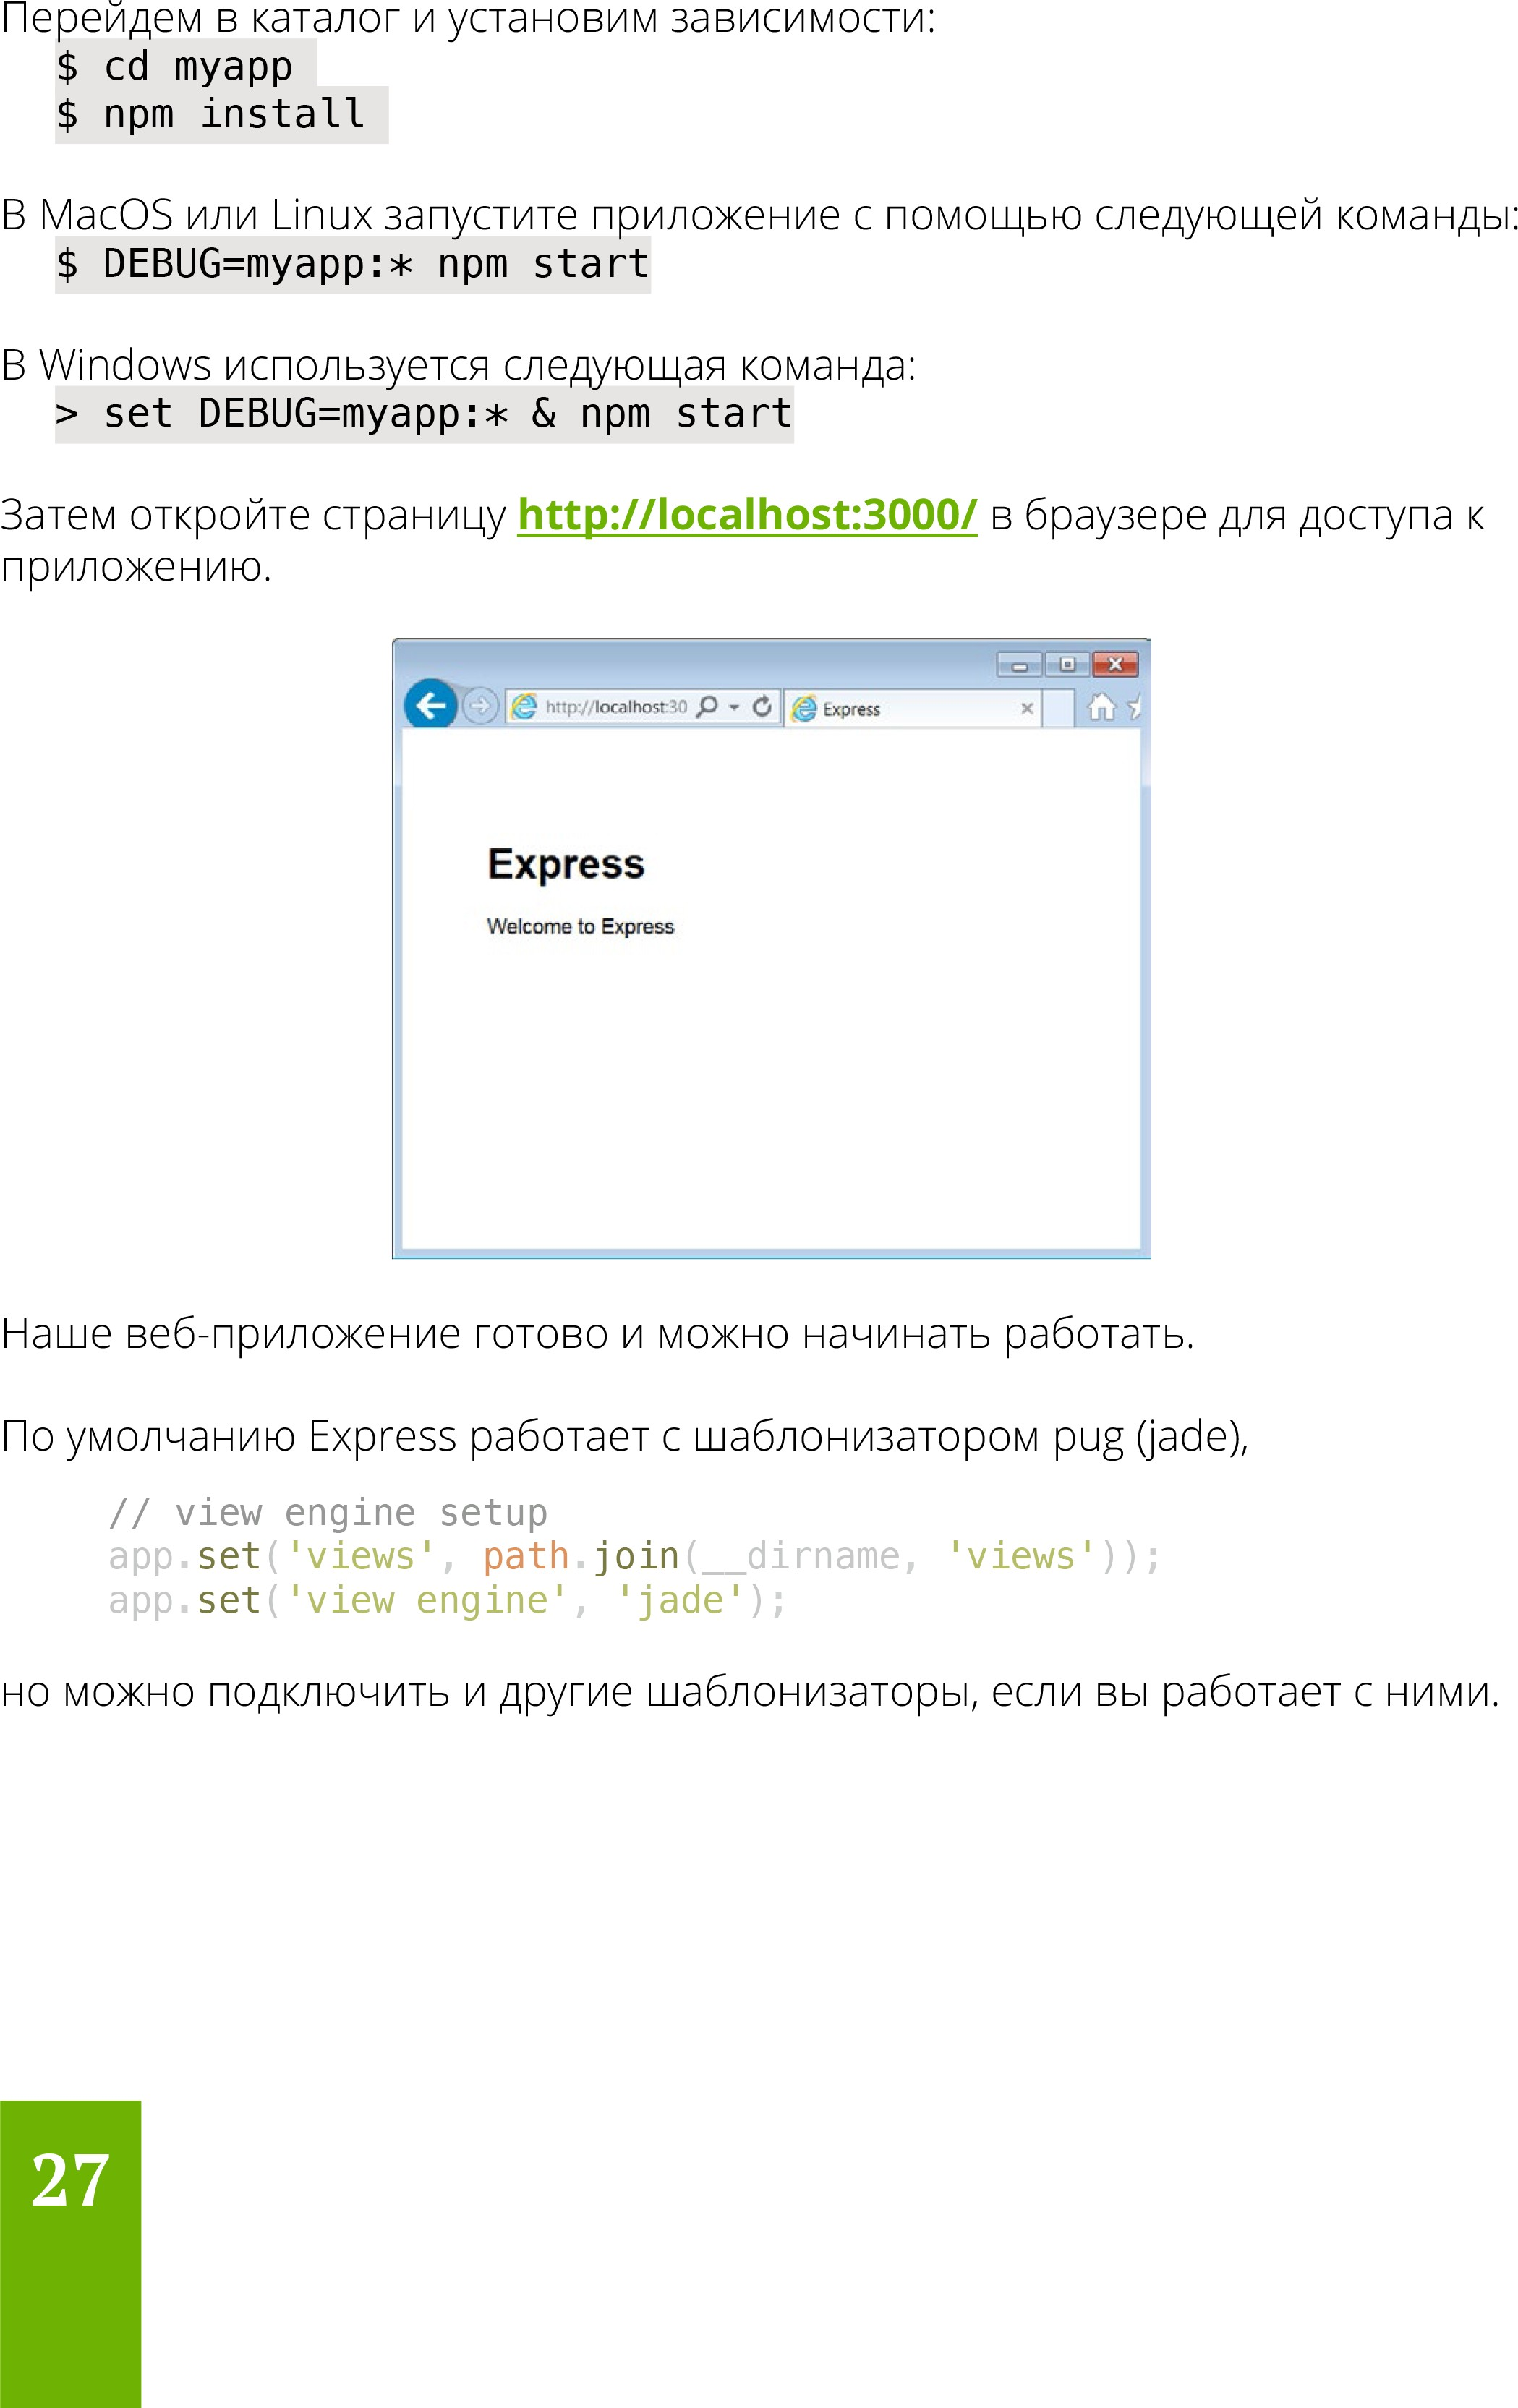 Перейдем в каталог и установим зависимости:
$ cd myapp
$ npm install
В MacOS или Linux запустите приложение с помощью следующей команды:
$ DEBUG=myapp:* npm start
В Windows используется следующая команда:
> set DEBUG=myapp:* & npm start
Затем откройте страницу http://localhost:3000/ в браузере для доступа к
приложению.
http://localhost:30 Express
Express
Welcome to Express
Наше веб-приложение готово и можно начинать работать.
По умолчанию Express работает с шаблонизатором pug (jade),
// view engine setup
app.set('views', path.join(__dirname, 'views'));
app.set('view engine', 'jade');
но можно подключить и другие шаблонизаторы, если вы работает с ними.
27